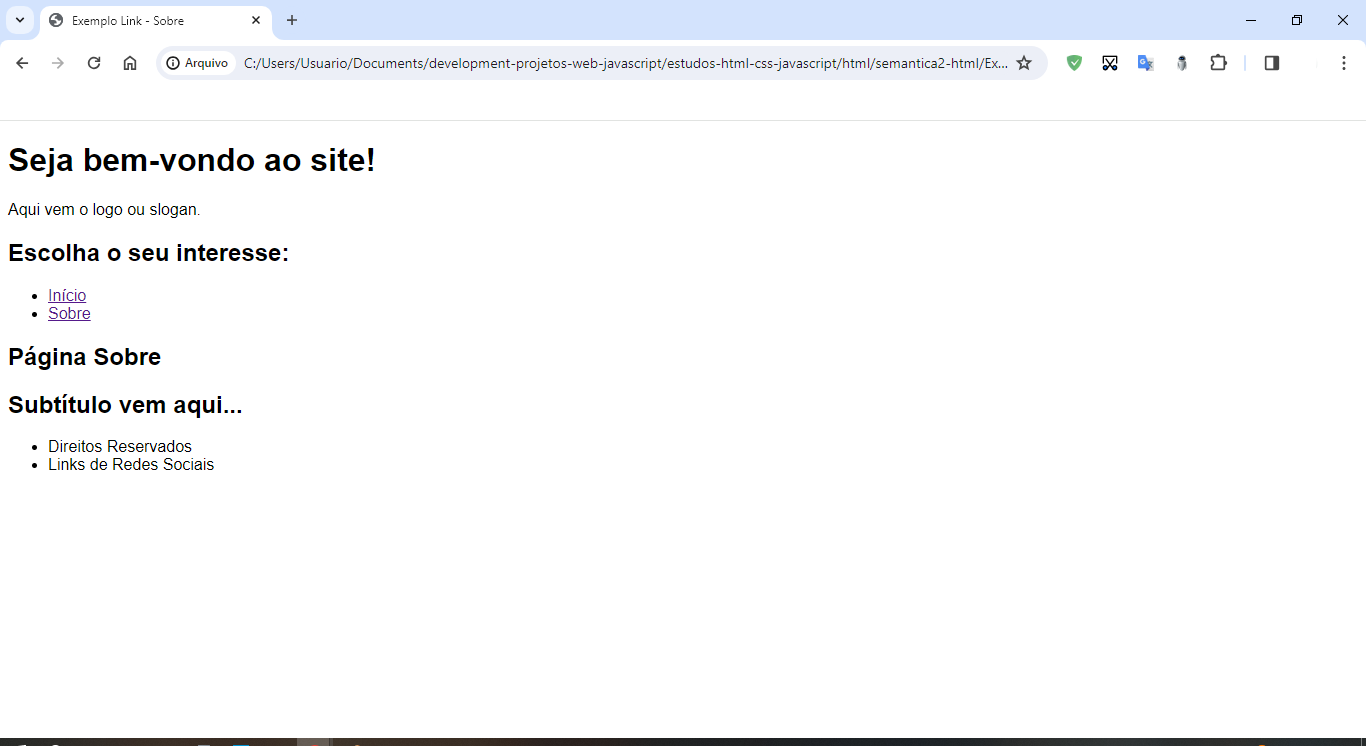 Exemplo Link - Sobre
Arquivo C:/Users/Usuario/Documents/development-projetos-web-javascript/estudos-html-css-javascript/html/semantica2-html/Ex...
Seja bem-vondo ao site!
Aqui vem o logo ou slogan.
Escolha o seu interesse:
Início
Sobre
Página Sobre
Subtítulo vem aqui...
Direitos Reservados
Links de Redes Sociais